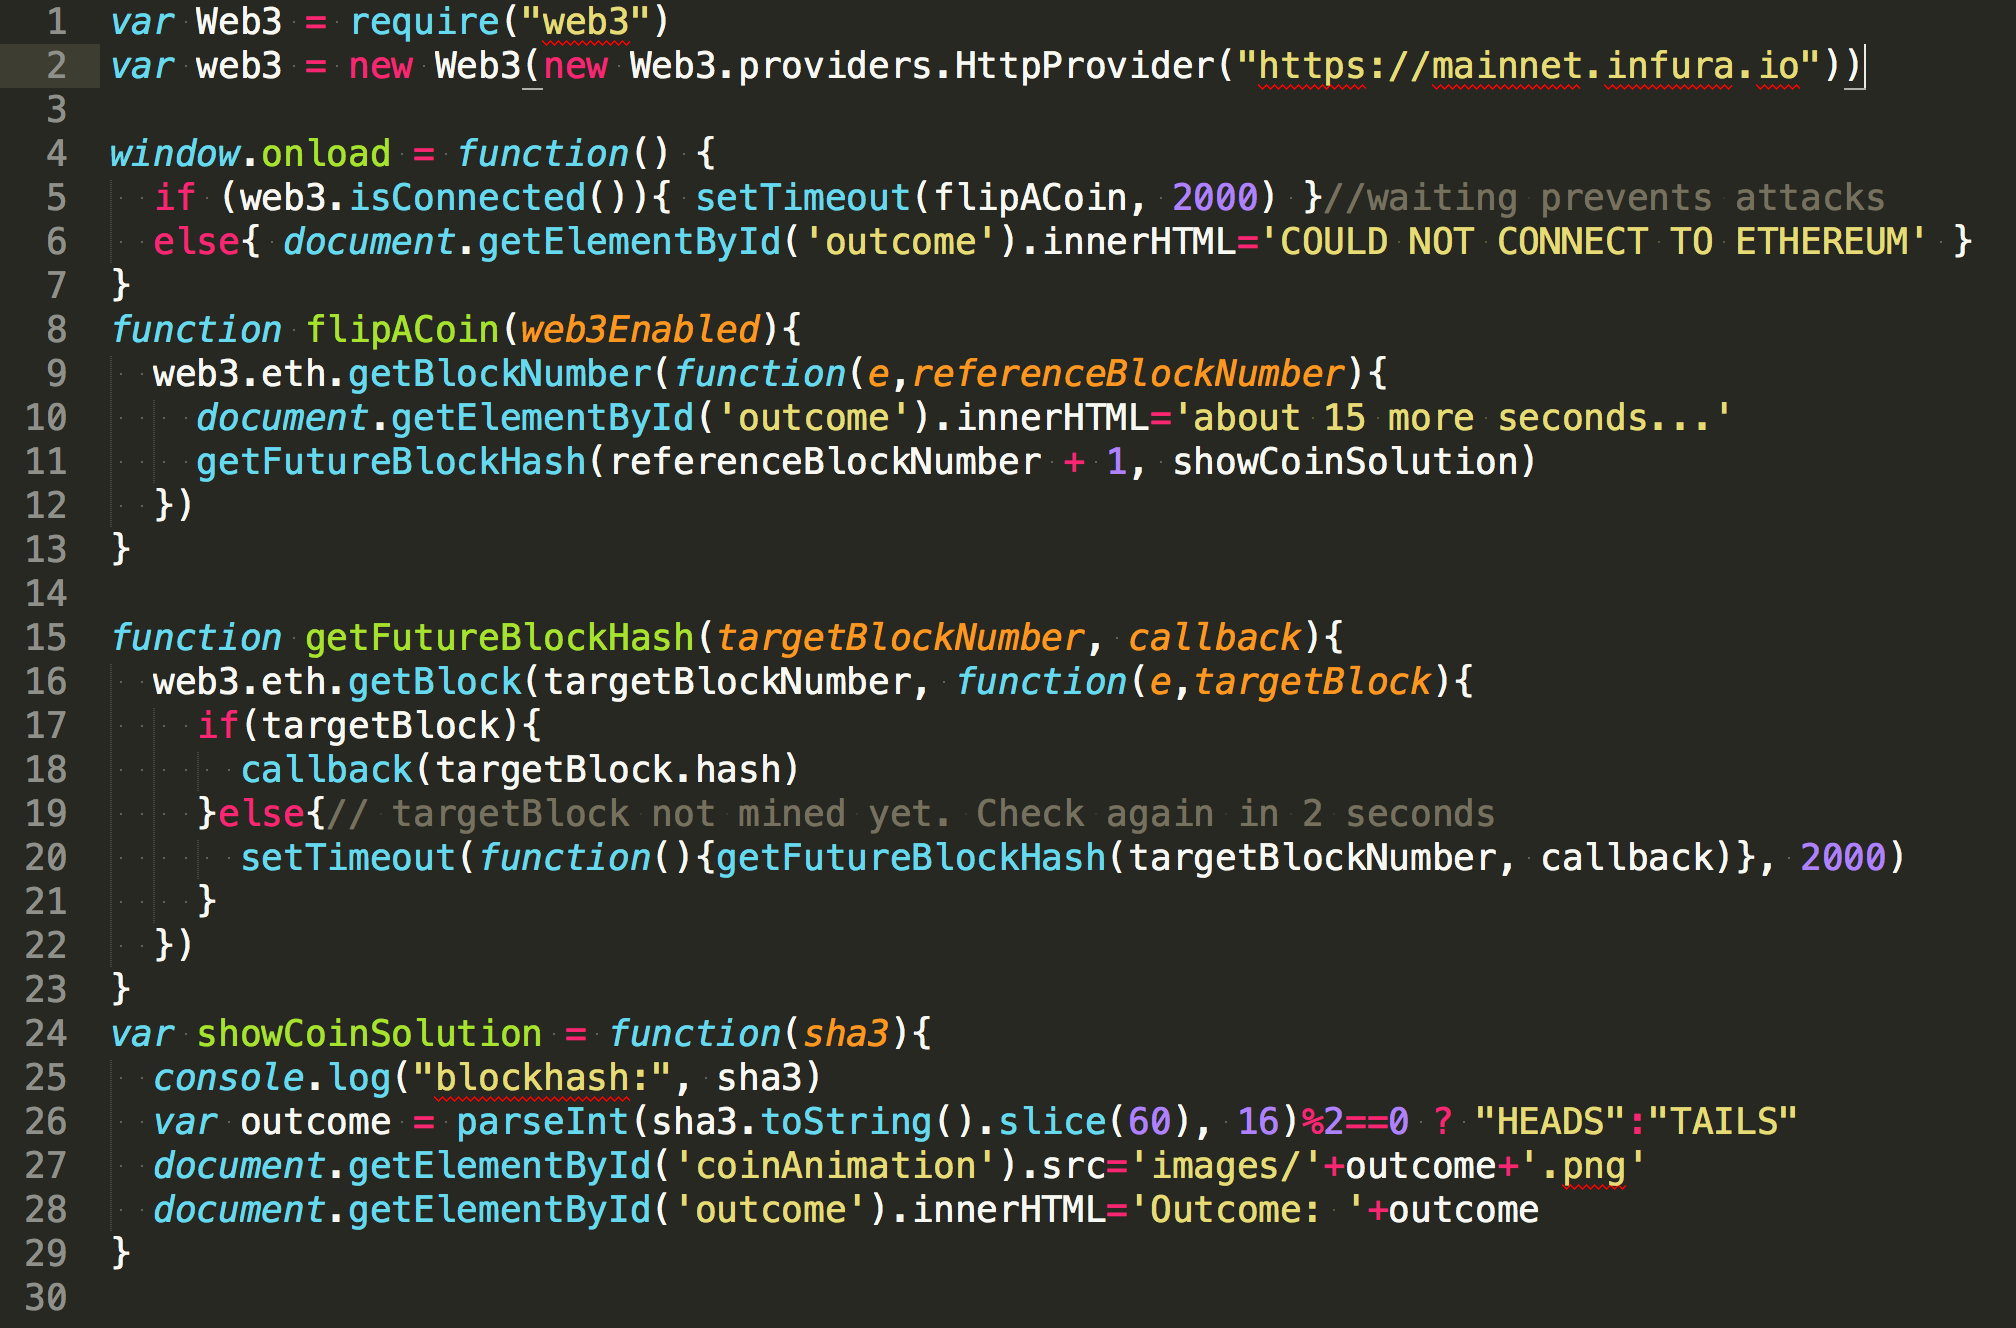 1 var Web3 = require("web3")
2 var web3 = new Web3(new Web3.providers.HttpProvider("https://mainnet.infura.io"))
3
4 window.onload = function() {
5   if (web3.isConnected()){ setTimeout(flipACoin, 2000) }//waiting prevents attacks
6   else{ document.getElementById('outcome').innerHTML='COULD NOT CONNECT TO ETHEREUM' }
7 }
8 function flipACoin(web3Enabled){
9   web3.eth.getBlockNumber(function(e,referenceBlockNumber){
10     document.getElementById('outcome').innerHTML='about 15 more seconds...'
11     getFutureBlockHash(referenceBlockNumber + 1, showCoinSolution)
12   })
13 }
14
15 function getFutureBlockHash(targetBlockNumber, callback){
16   web3.eth.getBlock(targetBlockNumber, function(e,targetBlock){
17     if(targetBlock){
18       callback(targetBlock.hash)
19     }else{// targetBlock not mined yet. Check again in 2 seconds
20       setTimeout(function(){getFutureBlockHash(targetBlockNumber, callback)}, 2000)
21     }
22   })
23 }
24 var showCoinSolution = function(sha3){
25   console.log("blockhash:", sha3)
26   var outcome = parseInt(sha3.toString().slice(60), 16)%2==0 ? "HEADS":"TAILS"
27   document.getElementById('coinAnimation').src='images/'+outcome+'.png'
28   document.getElementById('outcome').innerHTML='Outcome: '+outcome
29 }
30